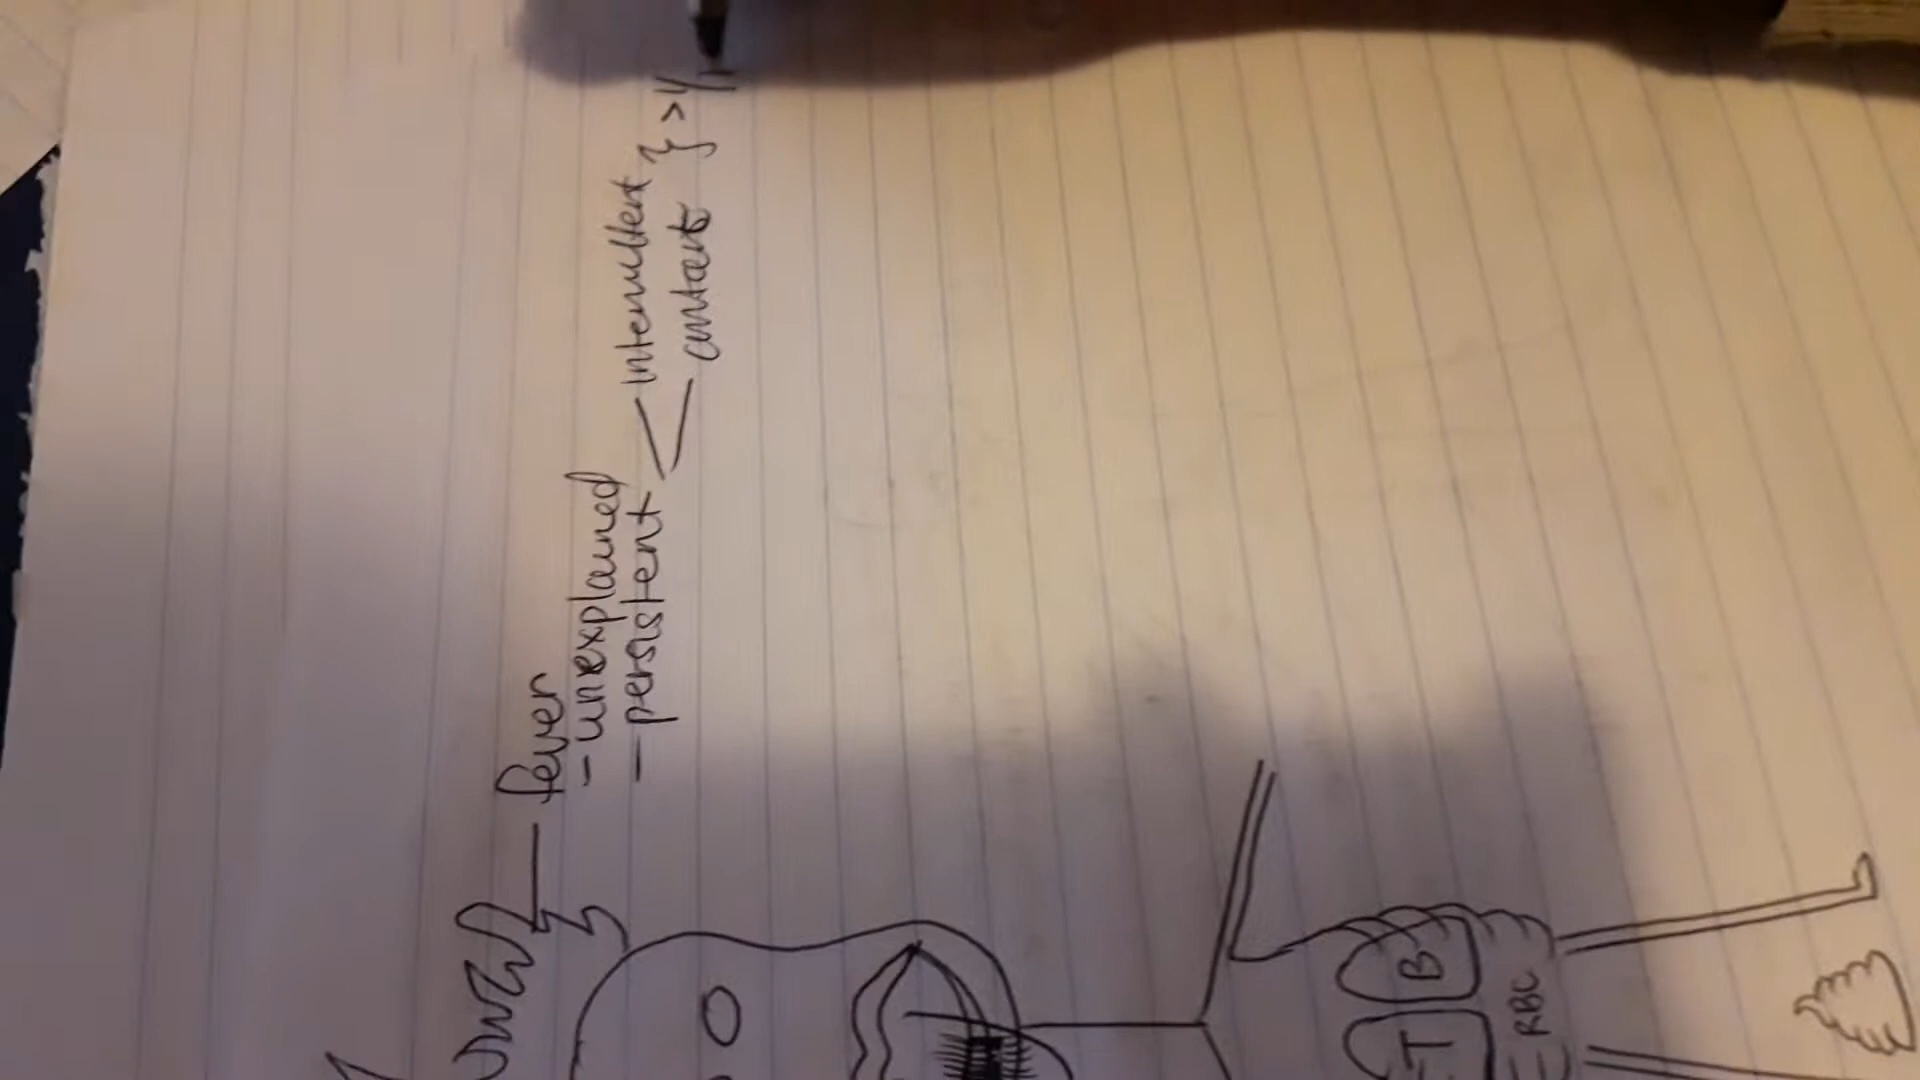 fever
- unexplained
- persistent
intermittent } >
constant
T B
RBC